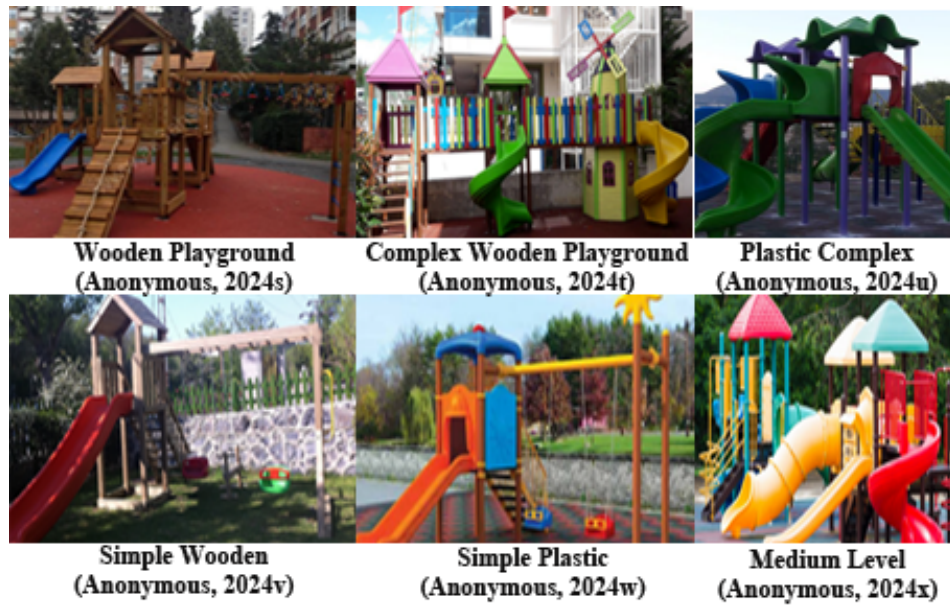 Wooden Playground
(Anonymous, 2024s)
Complex Wooden Playground
(Anonymous, 2024t)
Plastic Complex
(Anonymous, 2024u)
Simple Wooden
(Anonymous, 2024v)
Simple Plastic
(Anonymous, 2024w)
Medium Level
(Anonymous, 2024x)